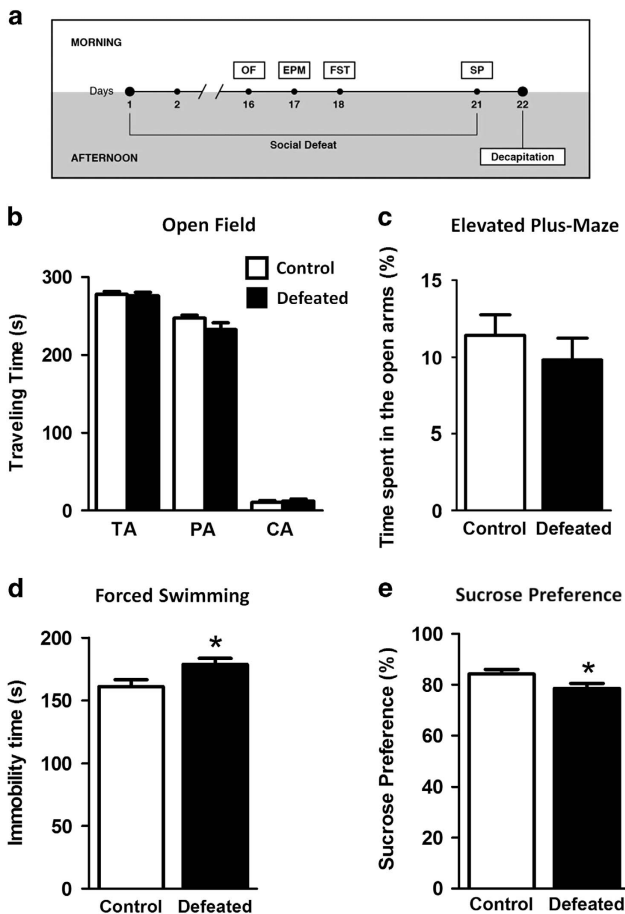 a
MORNING
OF EPM FST SP
Days
1 2 16 17 18 21 22
Social Defeat
AFTERNOON
Decapitation
b
Open Field
Control
Defeated
Traveling Time (s)
300
200
100
0
TA PA CA
c
Elevated Plus-Maze
Time spent in the open arms (%)
15
10
5
0
Control Defeated
d
Forced Swimming
Immobility time (s)
200
150
100
50
0
*
Control Defeated
e
Sucrose Preference
Sucrose Preference (%)
100
80
60
40
20
0
*
Control Defeated